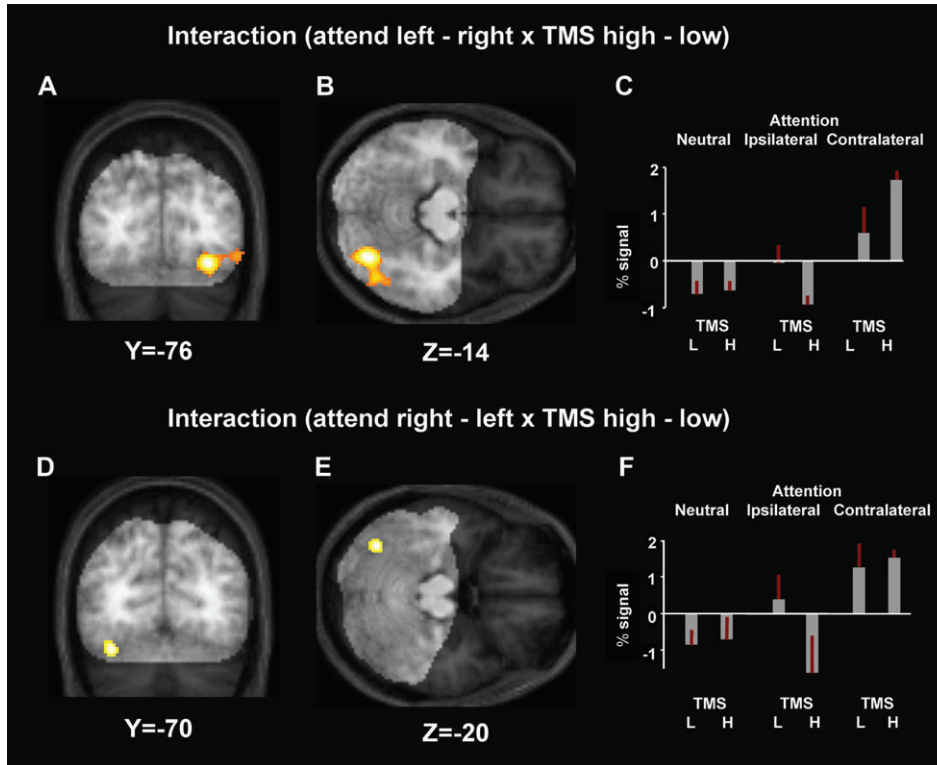 Interaction (attend left - right x TMS high - low)
A
B
C
Y=-76
Z=-14
Attention
Neutral Ipsilateral Contralateral
% signal
2
1
0
-1
TMS TMS TMS
L H L H L H
Interaction (attend right - left x TMS high - low)
D
E
F
Y=-70
Z=-20
Attention
Neutral Ipsilateral Contralateral
% signal
2
1
0
-1
TMS TMS TMS
L H L H L H